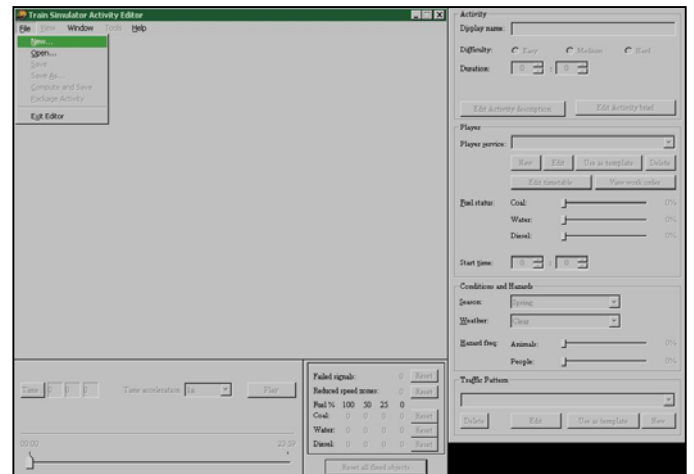 Train Simulator Activity Editor
File View Window Tools Help
New...
Open...
Save
Save As...
Compute and Save
Package Activity
Exit Editor
Time 0 0 0 Time acceleration 1x Play
00:00 23:59
Failed signals: 0 Reset
Reduced speed zones: 0 Reset
Fuel % 100 50 25 0
Coal: 0 0 0 0 Reset
Water: 0 0 0 0 Reset
Diesel: 0 0 0 0 Reset
Reset all fixed objects
Activity
Display name:
Difficulty: Easy Medium Hard
Duration: 0 : 0
Edit Activity description Edit Activity brief
Player
Player service:
New Edit Use as template Delete
Edit timetable View work order
Fuel status: Coal: 0%
Water: 0%
Diesel: 0%
Start time: 0 : 0
Conditions and Hazards
Season: Spring
Weather: Clear
Hazard freq: Animals: 0%
People: 0%
Traffic Pattern
Delete Edit Use as template New